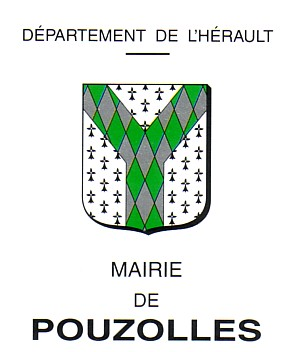 DÉPARTEMENT DE L'HÉRAULT
MAIRIE
DE
POUZOLLES